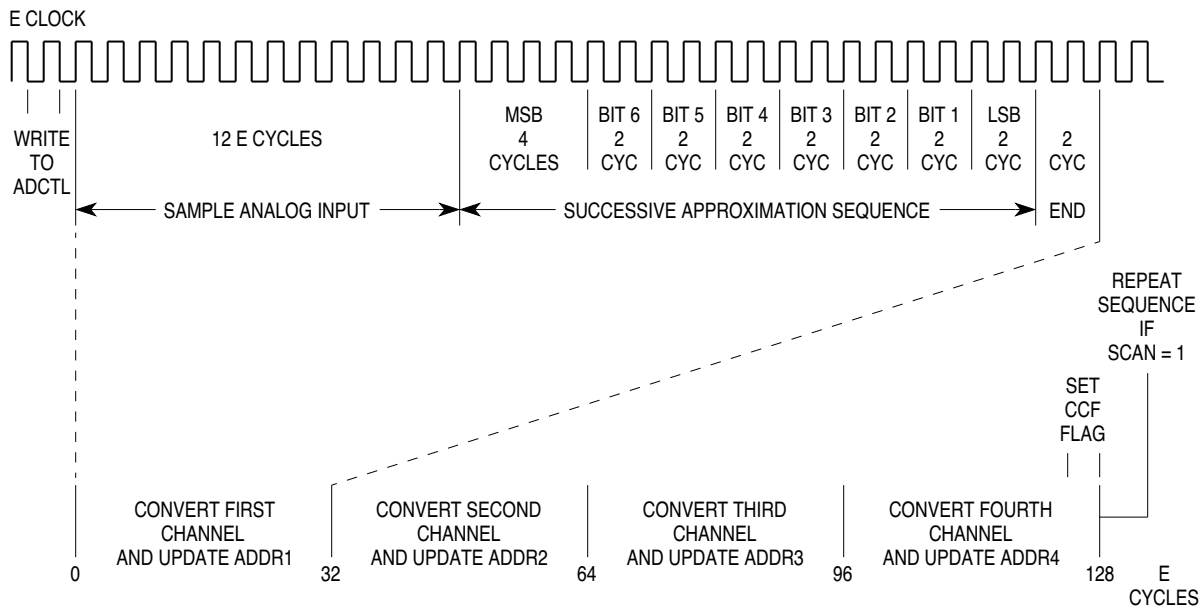 E CLOCK
WRITE
TO
ADCTL
12 E CYCLES
MSB
4
CYCLES
BIT 6
2
CYC
BIT 5
2
CYC
BIT 4
2
CYC
BIT 3
2
CYC
BIT 2
2
CYC
BIT 1
2
CYC
LSB
2
CYC
2
CYC
SAMPLE ANALOG INPUT
SUCCESSIVE APPROXIMATION SEQUENCE
END
REPEAT
SEQUENCE
IF
SCAN = 1
SET
CCF
FLAG
CONVERT FIRST
CHANNEL
AND UPDATE ADDR1
CONVERT SECOND
CHANNEL
AND UPDATE ADDR2
CONVERT THIRD
CHANNEL
AND UPDATE ADDR3
CONVERT FOURTH
CHANNEL
AND UPDATE ADDR4
0
32
64
96
128
E
CYCLES